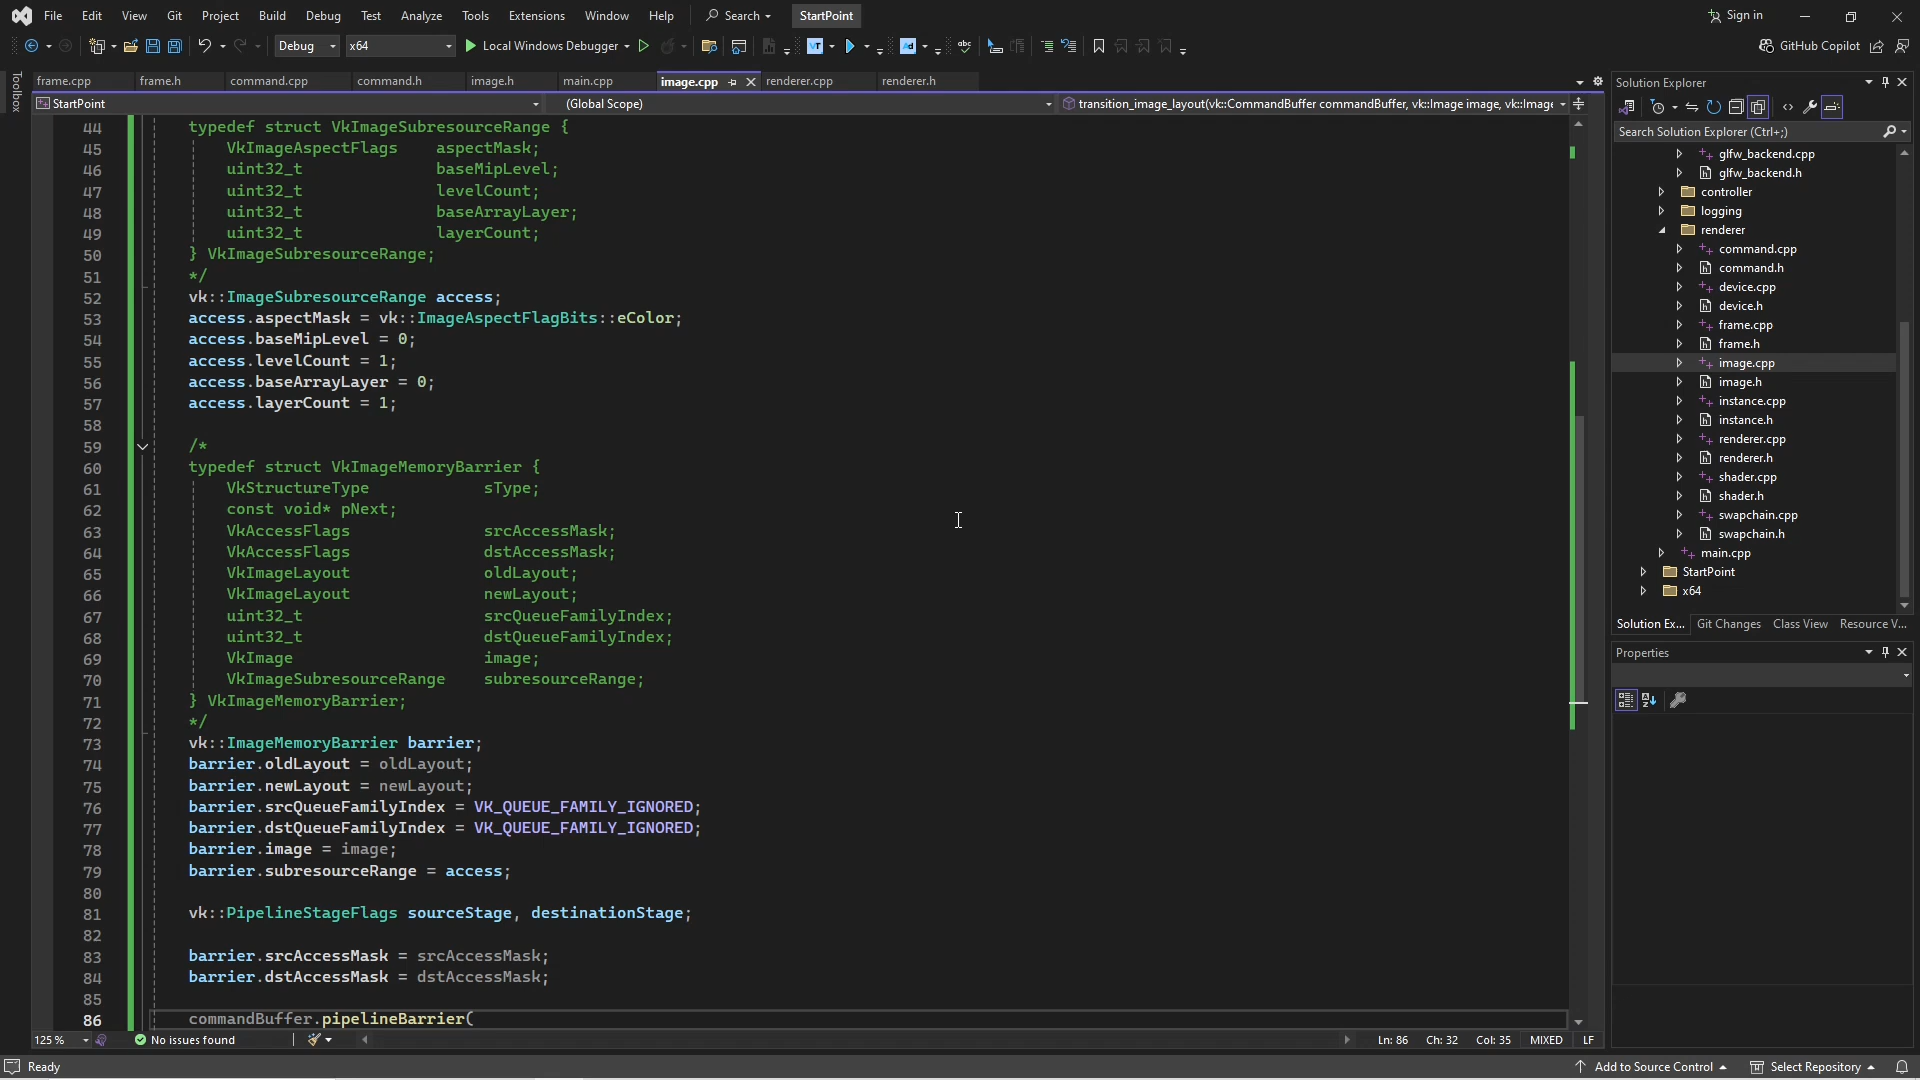 File Edit View Git Project Build Debug Test Analyze Tools Extensions Window Help Search StartPoint Sign in
Debug x64 Local Windows Debugger GitHub Copilot
Toolbox
frame.cpp frame.h command.cpp command.h image.h main.cpp image.cpp renderer.cpp renderer.h
StartPoint (Global Scope) transition_image_layout(vk::CommandBuffer commandBuffer, vk::Image image, vk::Image
44 typedef struct VkImageSubresourceRange {
45 VkImageAspectFlags aspectMask;
46 uint32_t baseMipLevel;
47 uint32_t levelCount;
48 uint32_t baseArrayLayer;
49 uint32_t layerCount;
50 } VkImageSubresourceRange;
51 */
52 vk::ImageSubresourceRange access;
53 access.aspectMask = vk::ImageAspectFlagBits::eColor;
54 access.baseMipLevel = 0;
55 access.levelCount = 1;
56 access.baseArrayLayer = 0;
57 access.layerCount = 1;
58
59 /*
60 typedef struct VkImageMemoryBarrier {
61 VkStructureType sType;
62 const void* pNext;
63 VkAccessFlags srcAccessMask;
64 VkAccessFlags dstAccessMask;
65 VkImageLayout oldLayout;
66 VkImageLayout newLayout;
67 uint32_t srcQueueFamilyIndex;
68 uint32_t dstQueueFamilyIndex;
69 VkImage image;
70 VkImageSubresourceRange subresourceRange;
71 } VkImageMemoryBarrier;
72 */
73 vk::ImageMemoryBarrier barrier;
74 barrier.oldLayout = oldLayout;
75 barrier.newLayout = newLayout;
76 barrier.srcQueueFamilyIndex = VK_QUEUE_FAMILY_IGNORED;
77 barrier.dstQueueFamilyIndex = VK_QUEUE_FAMILY_IGNORED;
78 barrier.image = image;
79 barrier.subresourceRange = access;
80
81 vk::PipelineStageFlags sourceStage, destinationStage;
82
83 barrier.srcAccessMask = srcAccessMask;
84 barrier.dstAccessMask = dstAccessMask;
85
86 commandBuffer.pipelineBarrier(
125 % No issues found Ln: 86 Ch: 32 Col: 35 MIXED LF
Solution Explorer
Search Solution Explorer (Ctrl+;)
glfw_backend.cpp
glfw_backend.h
controller
logging
renderer
command.cpp
command.h
device.cpp
device.h
frame.cpp
frame.h
image.cpp
image.h
instance.cpp
instance.h
renderer.cpp
renderer.h
shader.cpp
shader.h
swapchain.cpp
swapchain.h
main.cpp
StartPoint
x64
Solution Ex... Git Changes Class View Resource V...
Properties
Ready Add to Source Control Select Repository